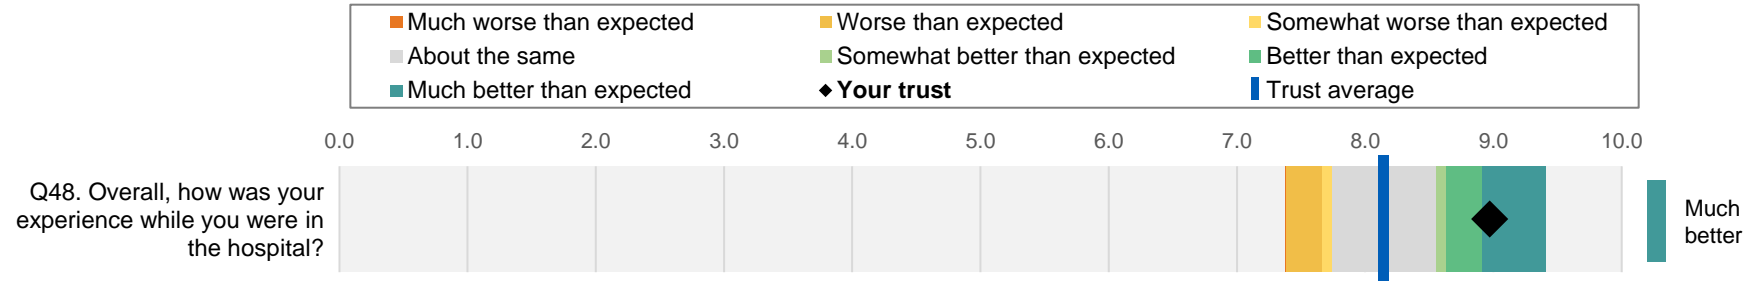 Much worse than expected
Worse than expected
Somewhat worse than expected
About the same
Somewhat better than expected
Better than expected
Much better than expected
Your trust
Trust average
0.0 1.0 2.0 3.0 4.0 5.0 6.0 7.0 8.0 9.0 10.0
Q48. Overall, how was your
experience while you were in
the hospital?
Much
better